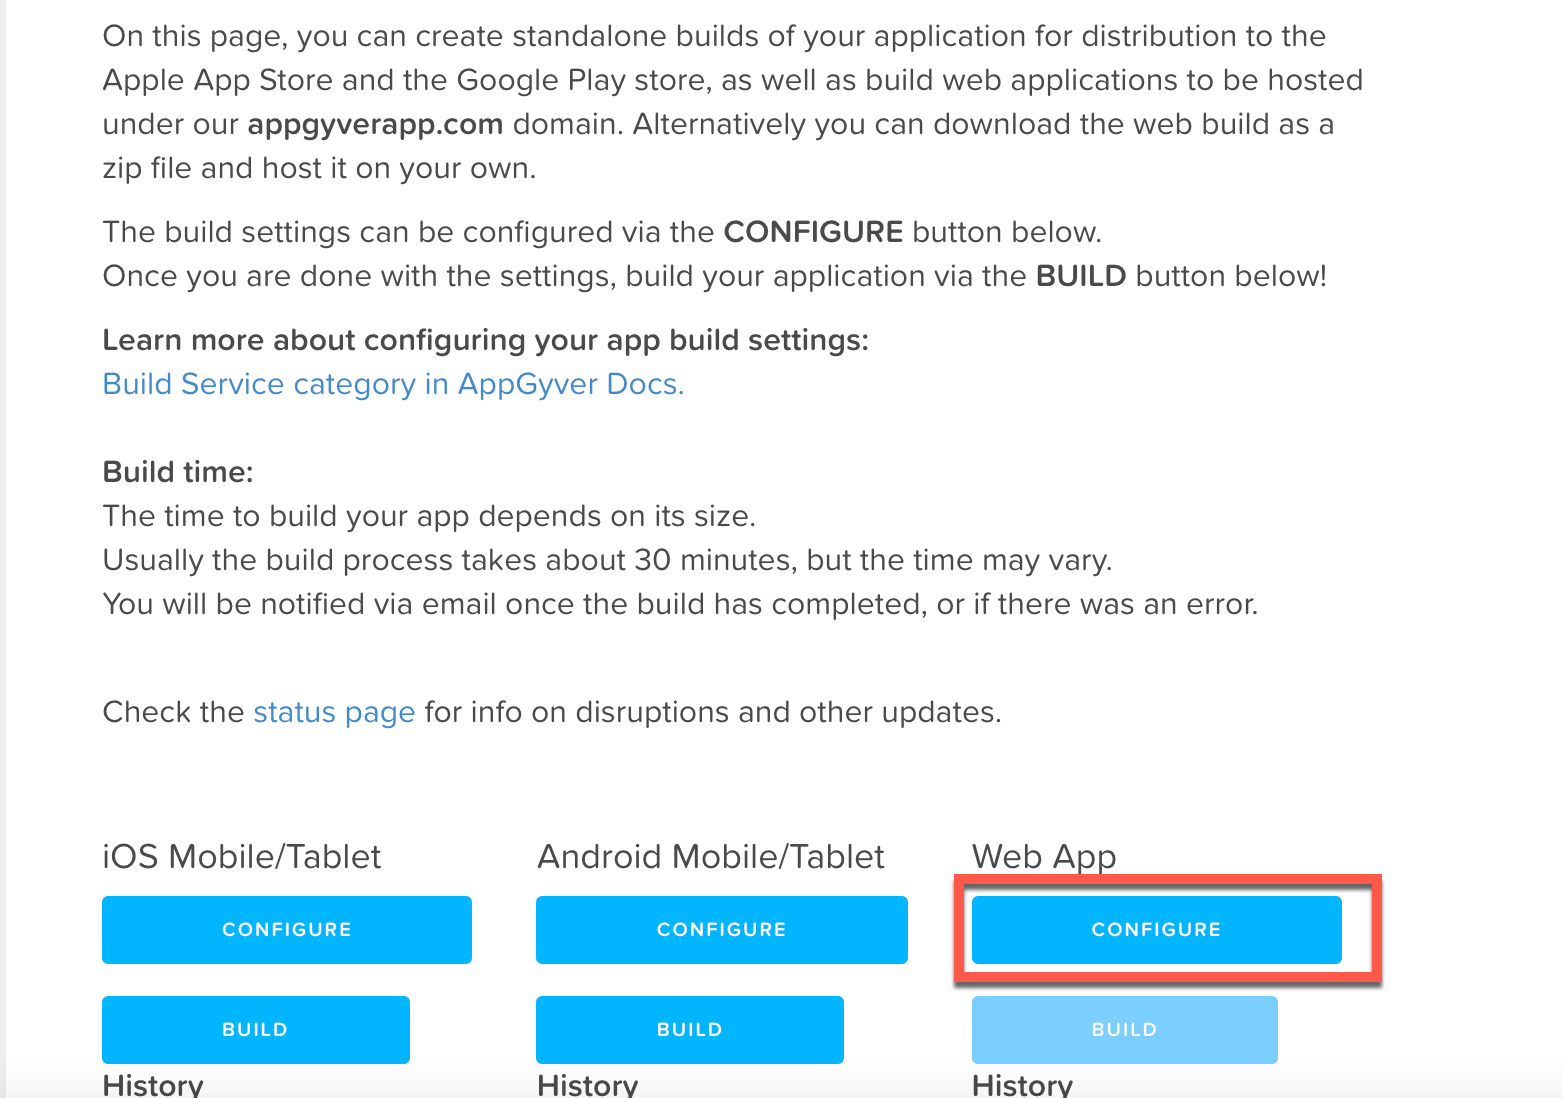 On this page, you can create standalone builds of your application for distribution to the
Apple App Store and the Google Play store, as well as build web applications to be hosted
under our appgyverapp.com domain. Alternatively you can download the web build as a
zip file and host it on your own.
The build settings can be configured via the CONFIGURE button below.
Once you are done with the settings, build your application via the BUILD button below!
Learn more about configuring your app build settings:
Build Service category in AppGyver Docs.
Build time:
The time to build your app depends on its size.
Usually the build process takes about 30 minutes, but the time may vary.
You will be notified via email once the build has completed, or if there was an error.
Check the status page for info on disruptions and other updates.
iOS Mobile/Tablet
Android Mobile/Tablet
Web App
CONFIGURE
CONFIGURE
CONFIGURE
BUILD
BUILD
BUILD
History
History
History